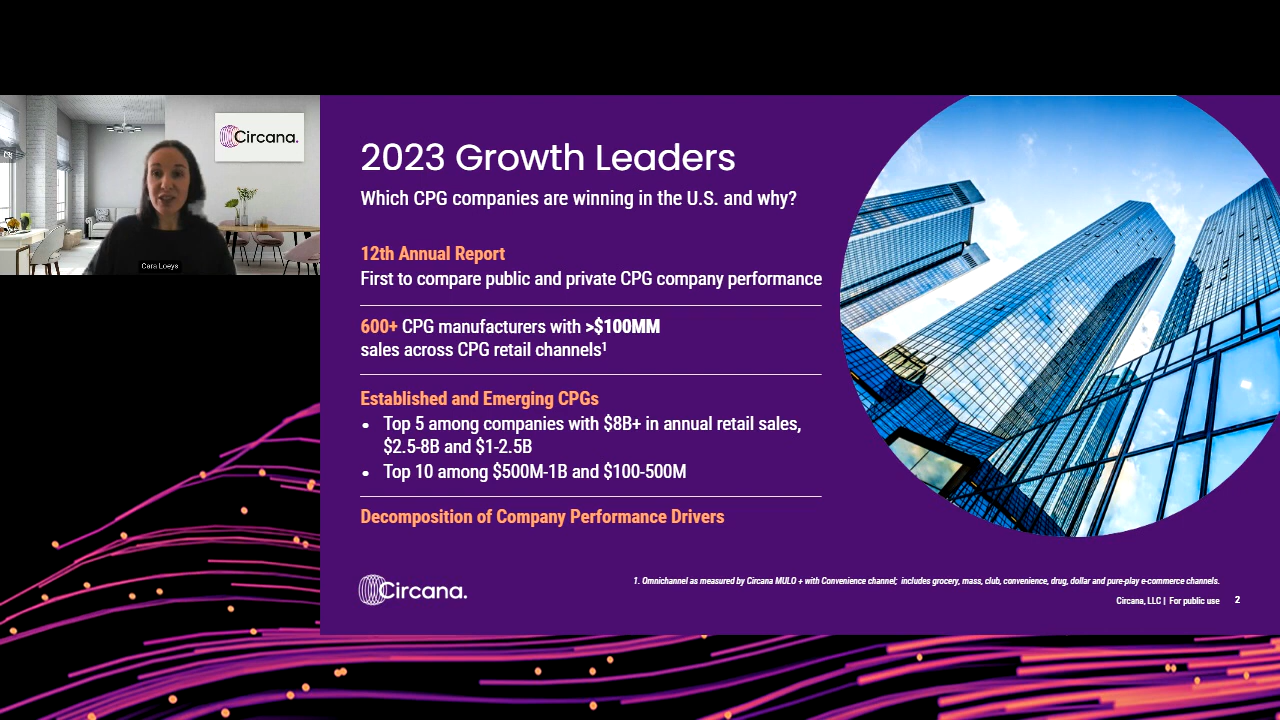 Circana.
Cara Loeys
2023 Growth Leaders
Which CPG companies are winning in the U.S. and why?
12th Annual Report
First to compare public and private CPG company performance
600+ CPG manufacturers with >$100MM
sales across CPG retail channels¹
Established and Emerging CPGs
• Top 5 among companies with $8B+ in annual retail sales,
$2.5-8B and $1-2.5B
• Top 10 among $500M-1B and $100-500M
Decomposition of Company Performance Drivers
Circana.
1. Omnichannel as measured by Circana MULO + with Convenience channel; includes grocery, mass, club, convenience, drug, dollar and pure-play e-commerce channels.
Circana, LLC | For public use 2